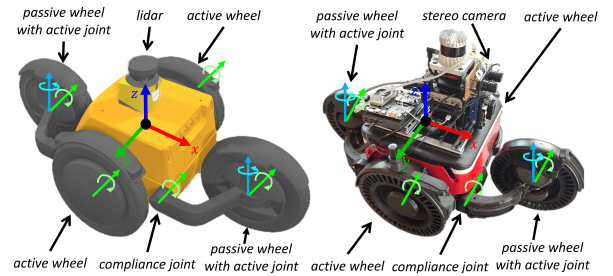 passive wheel
with active joint
lidar
active wheel
z
x
y
active wheel
compliance joint
passive wheel
with active joint
passive wheel
with active joint
stereo camera
active wheel
z
x
active wheel
compliance joint
passive wheel
with active joint